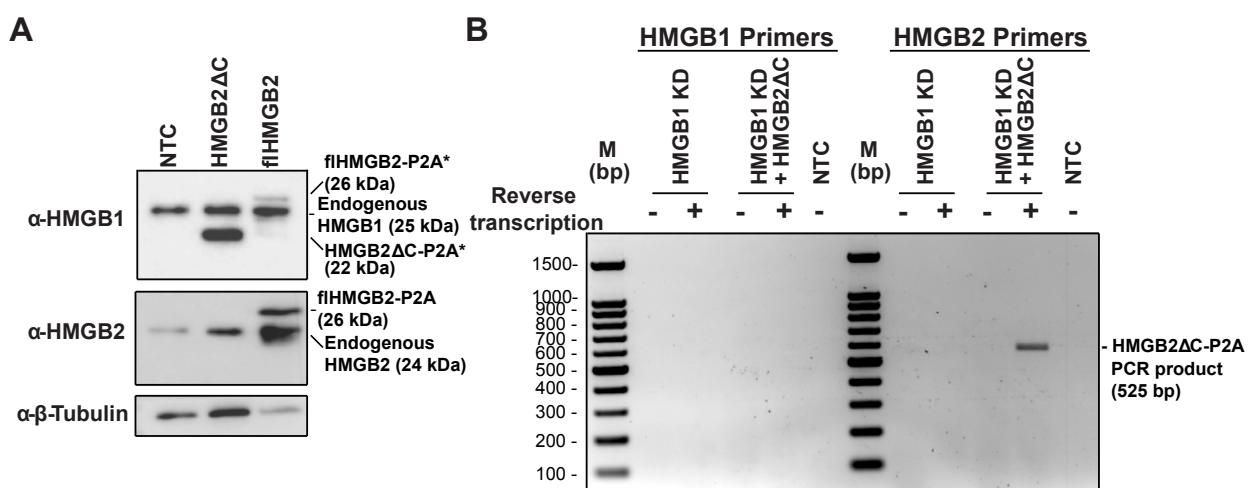 A
NTC
HMGB2ΔC
flHMGB2
flHMGB2-P2A*
(26 kDa)
Endogenous
HMGB1 (25 kDa)
HMGB2ΔC-P2A*
(22 kDa)
α-HMGB1
flHMGB2-P2A
(26 kDa)
Endogenous
HMGB2 (24 kDa)
α-HMGB2
α-β-Tubulin
B
HMGB1 Primers
HMGB2 Primers
M
(bp)
HMGB1 KD
HMGB1 KD
+ HMGB2ΔC
NTC
M
(bp)
HMGB1 KD
HMGB1 KD
+ HMGB2ΔC
NTC
Reverse
transcription
- + - + - - + - + -
1500-
1000-
900 -
800 -
700 -
600 -
500 -
400 -
300 -
200 -
100 -
- HMGB2ΔC-P2A
PCR product
(525 bp)